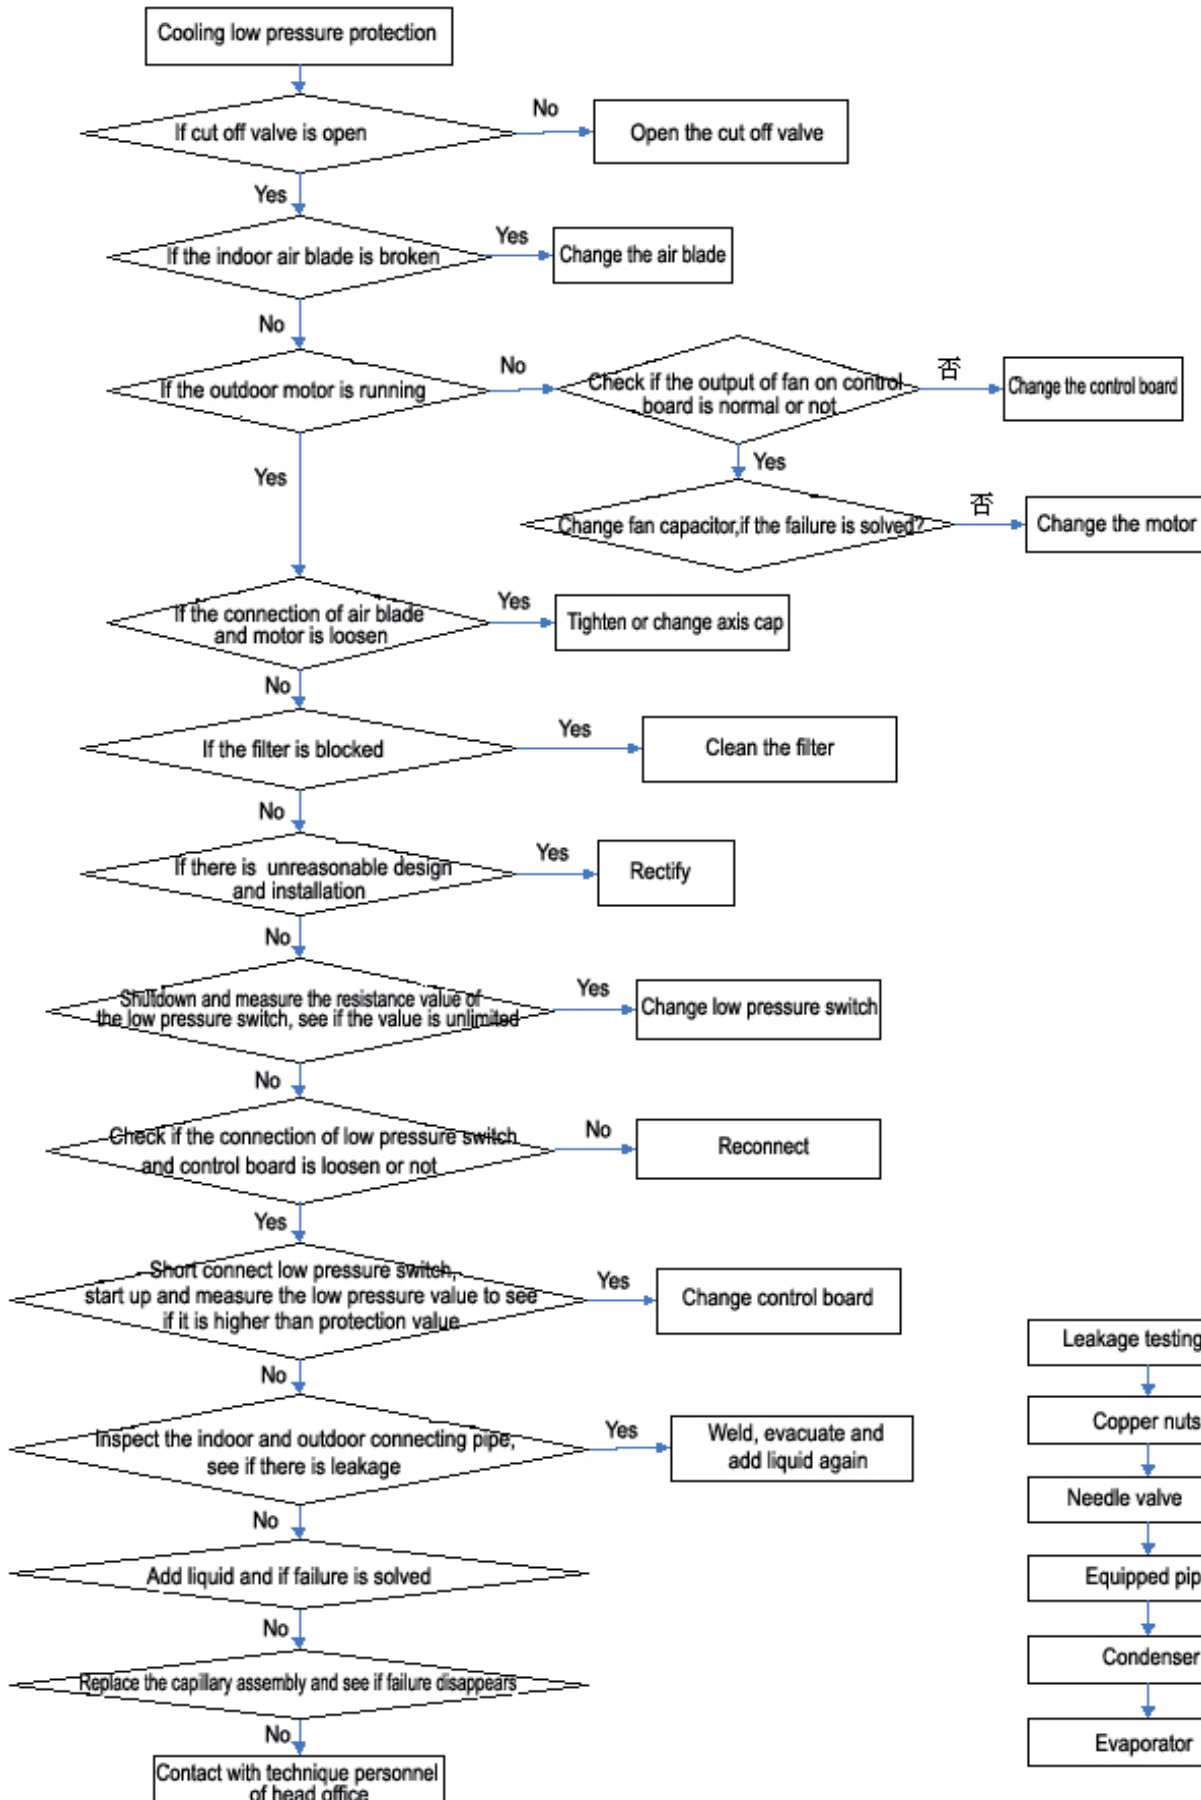 Cooling low pressure protection
If cut off valve is open
No
Open the cut off valve
Yes
If the indoor air blade is broken
Yes
Change the air blade
No
If the outdoor motor is running
No
Check if the output of fan on control
board is normal or not
否
Change the control board
Yes
Yes
Change fan capacitor,if the failure is solved?
否
Change the motor
If the connection of air blade
and motor is loosen
Yes
Tighten or change axis cap
No
If the filter is blocked
Yes
Clean the filter
No
If there is unreasonable design
and installation
Yes
Rectify
No
Shutdown and measure the resistance value of
the low pressure switch, see if the value is unlimited
Yes
Change low pressure switch
No
Check if the connection of low pressure switch
and control board is loosen or not
No
Reconnect
Yes
Short connect low pressure switch,
start up and measure the low pressure value to see
if it is higher than protection value
Yes
Change control board
No
Inspect the indoor and outdoor connecting pipe,
see if there is leakage
Yes
Weld, evacuate and
add liquid again
No
Add liquid and if failure is solved
No
Replace the capillary assembly and see if failure disappears
No
Contact with technique personnel
of head office
Leakage testing
Copper nuts
Needle valve
Equipped pip
Condenser
Evaporator